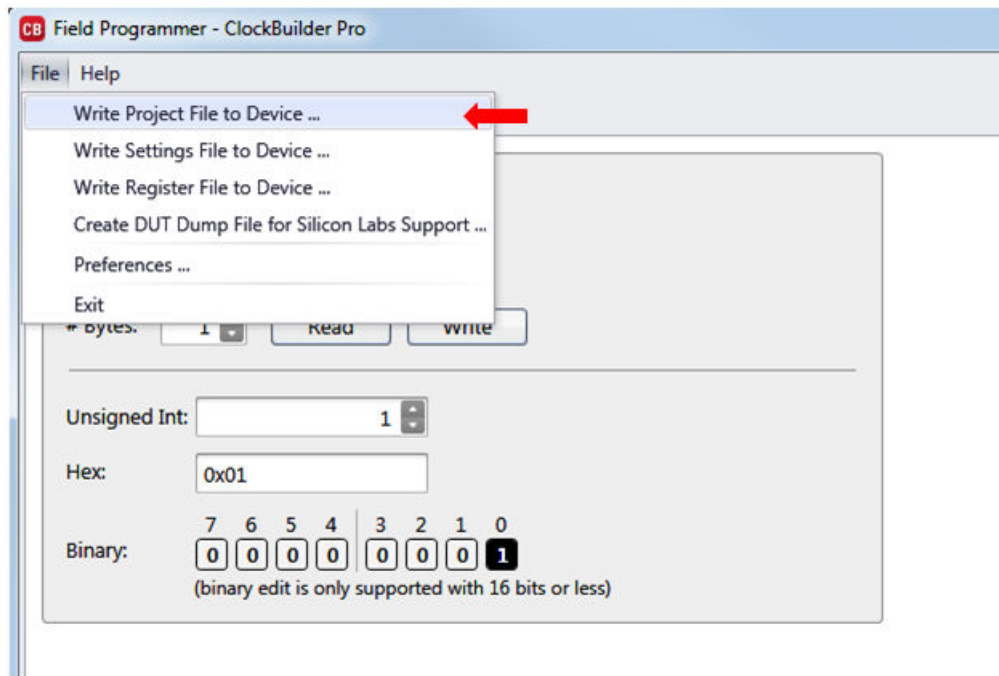 CB Field Programmer - ClockBuilder Pro
File Help
Write Project File to Device ...
Write Settings File to Device ...
Write Register File to Device ...
Create DUT Dump File for Silicon Labs Support ...
Preferences ...
Exit
# Bytes: 1 Read Write
Unsigned Int: 1
Hex: 0x01
7 6 5 4 3 2 1 0
Binary: 0 0 0 0 0 0 0 1
(binary edit is only supported with 16 bits or less)